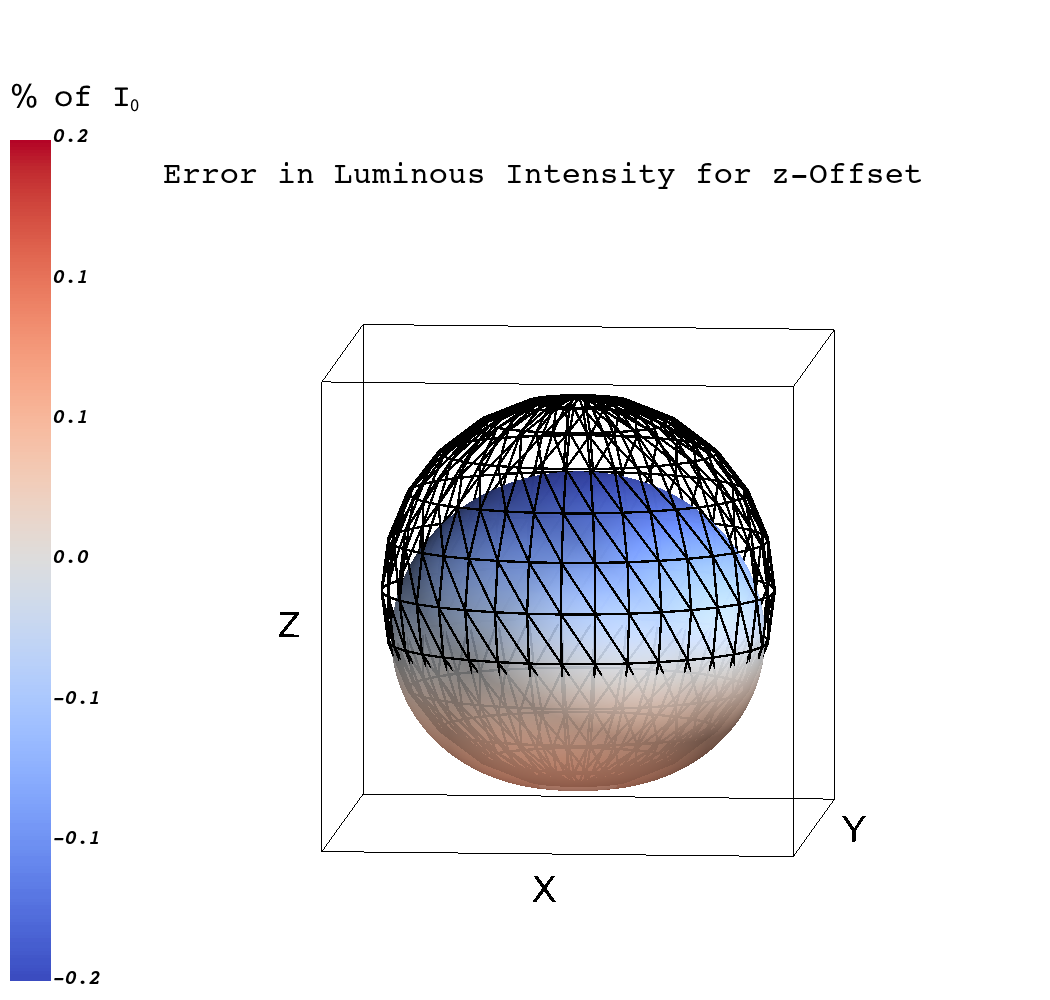 % of I₀
0.2
Error in Luminous Intensity for z-Offset
0.1
0.1
0.0
Z
-0.1
-0.1
Y
X
-0.2